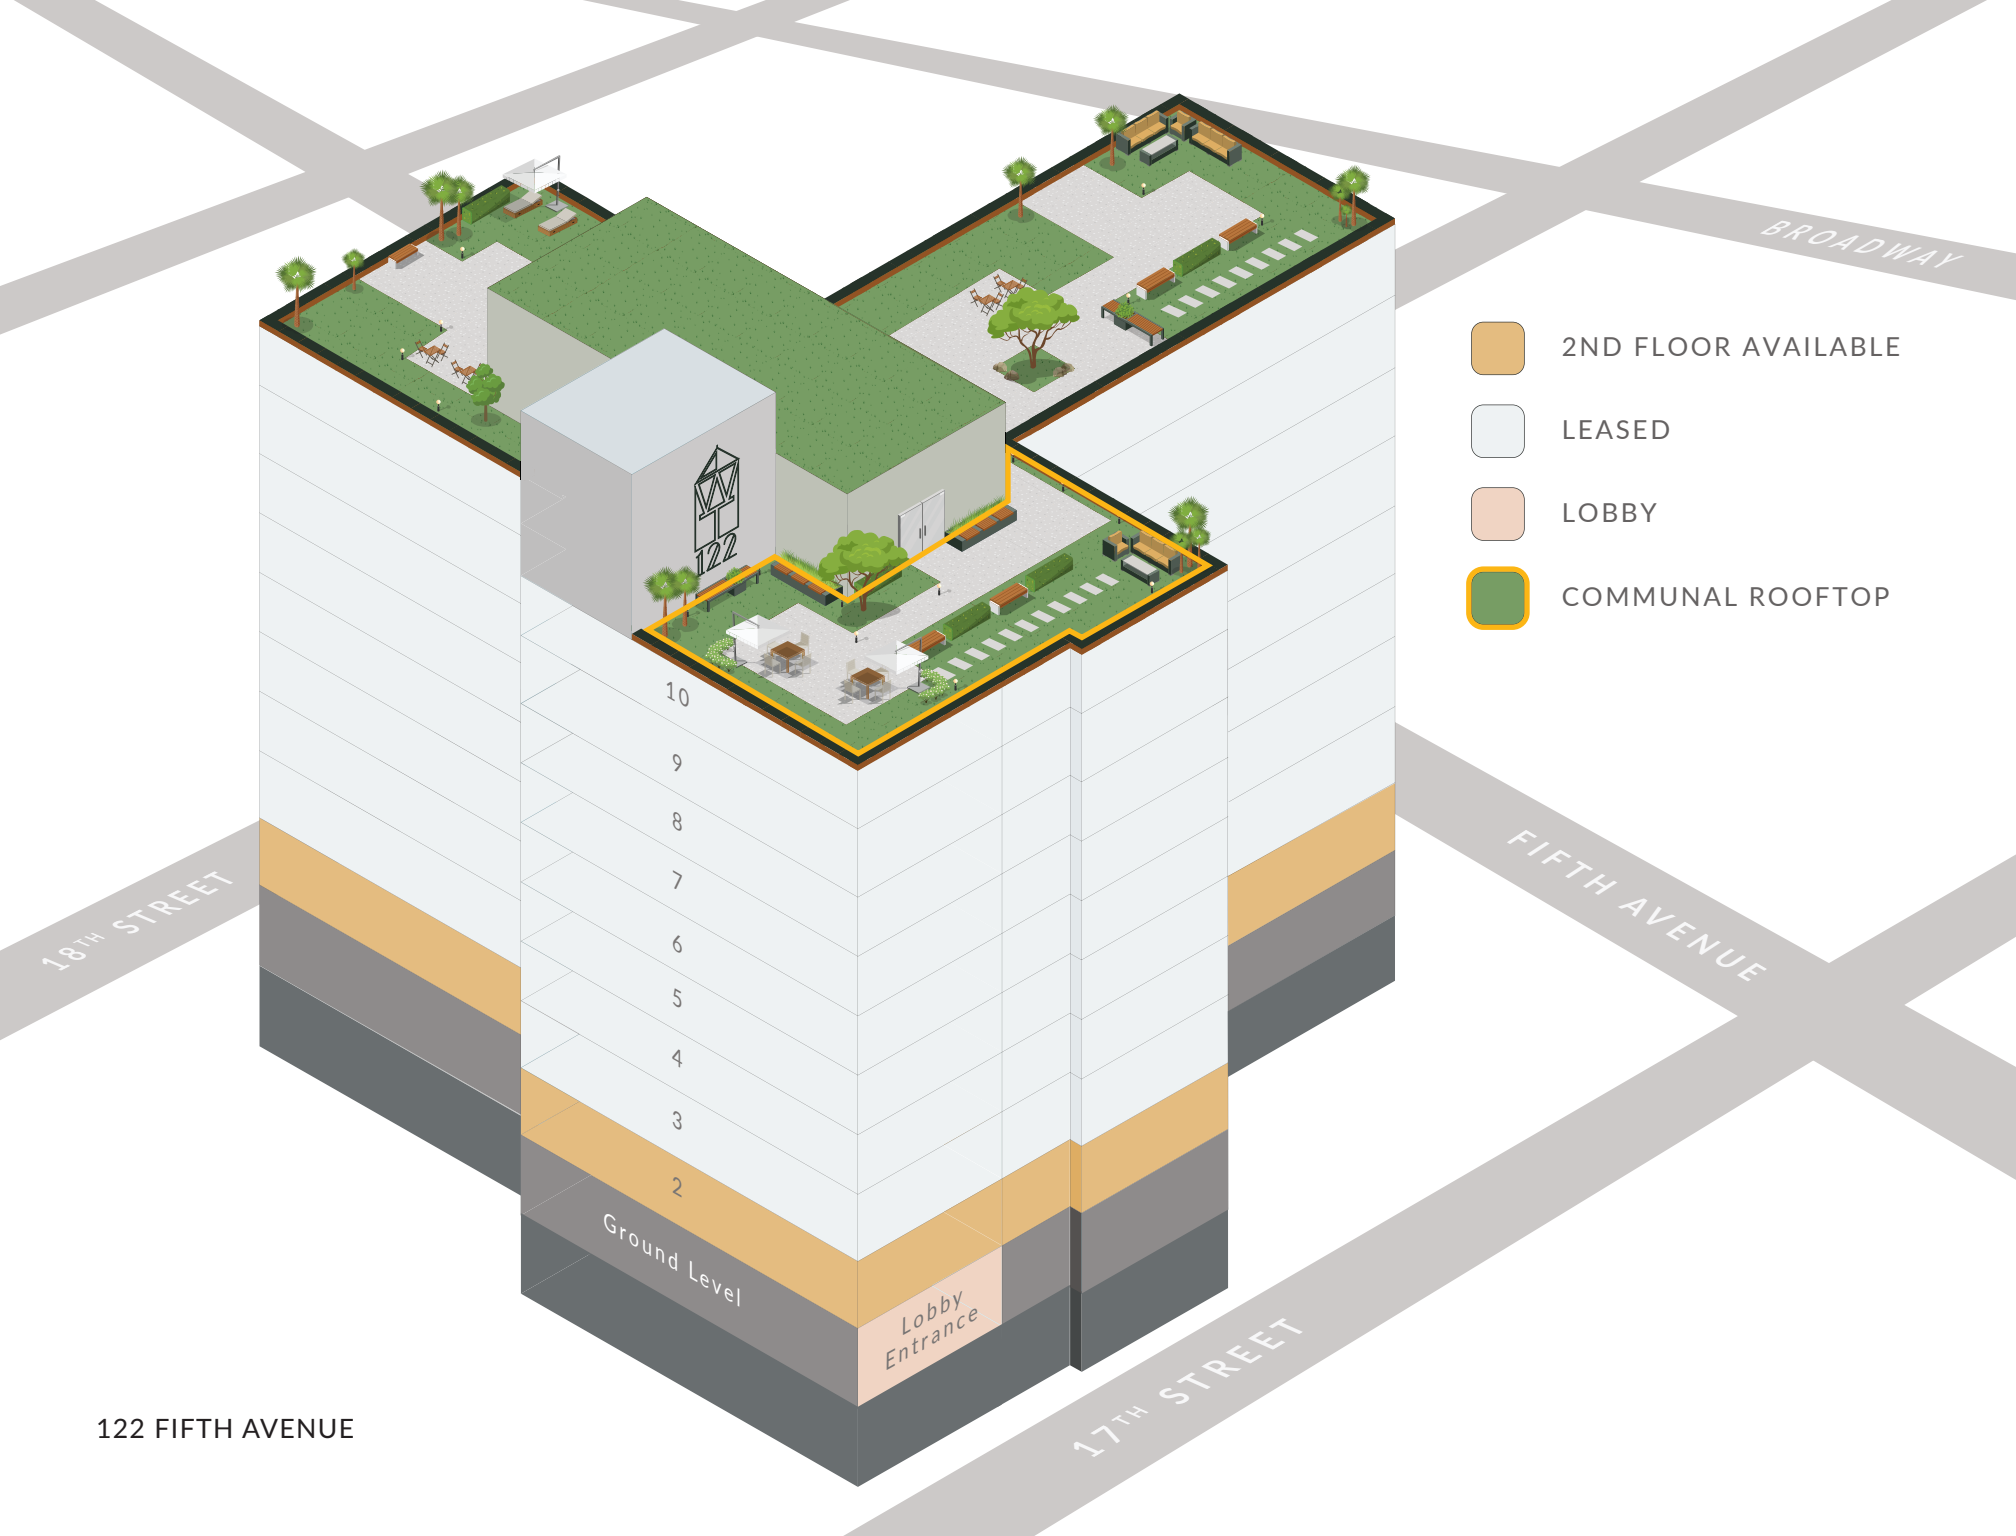 BROADWAY
2ND FLOOR AVAILABLE
LEASED
LOBBY
COMMUNAL ROOFTOP
W
T
122
10
9
8
7
6
5
4
3
2
Ground Level
Lobby
Entrance
18TH STREET
FIFTH AVENUE
17TH STREET
122 FIFTH AVENUE